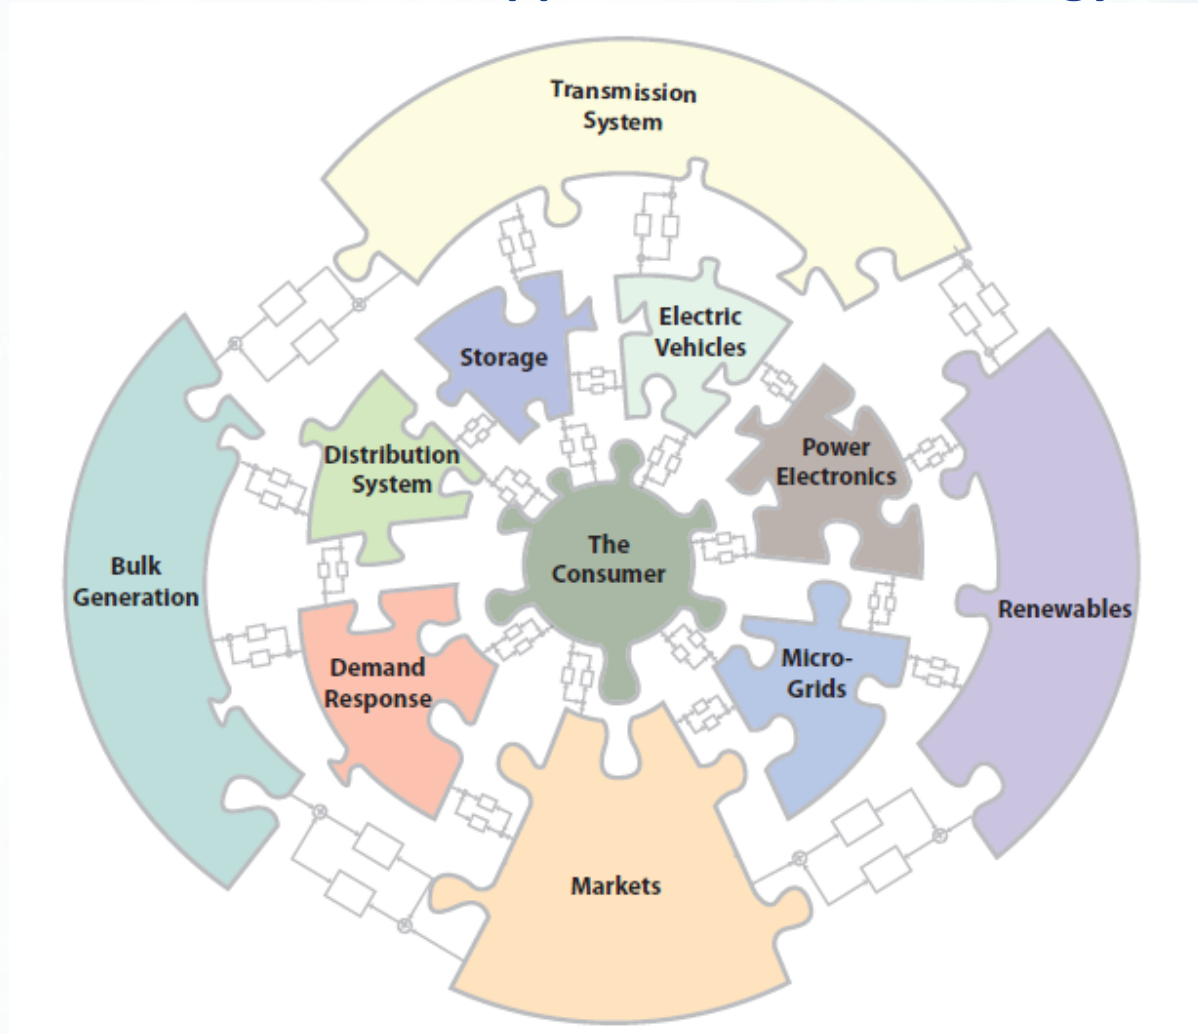 Transmission
System
Electric
Vehicles
Storage
Power
Electronics
Distribution
System
The
Consumer
Bulk
Generation
Renewables
Micro-
Grids
Demand
Response
Markets